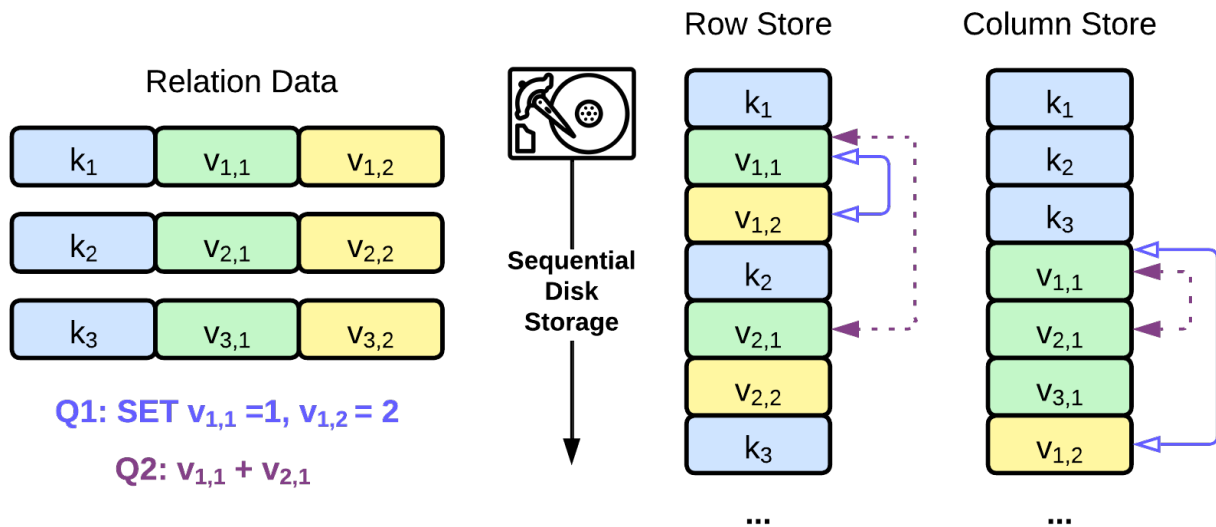 Relation Data
k1 v1,1 v1,2
k2 v2,1 v2,2
k3 v3,1 v3,2
Q1: SET v1,1 =1, v1,2 = 2
Q2: v1,1 + v2,1
Sequential
Disk
Storage
Row Store
k1
v1,1
v1,2
k2
v2,1
v2,2
k3
...
Column Store
k1
k2
k3
v1,1
v2,1
v3,1
v1,2
...